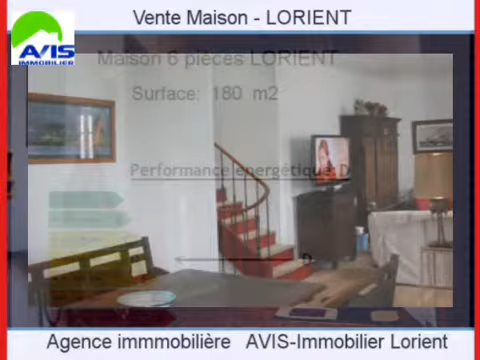 Vente Maison - LORIENT
AVIS
IMMOBILIER
Maison 6 pièces LORIENT
Surface: 180 m2
Performance énergétique: D
D
Agence immmobilière AVIS-Immobilier Lorient